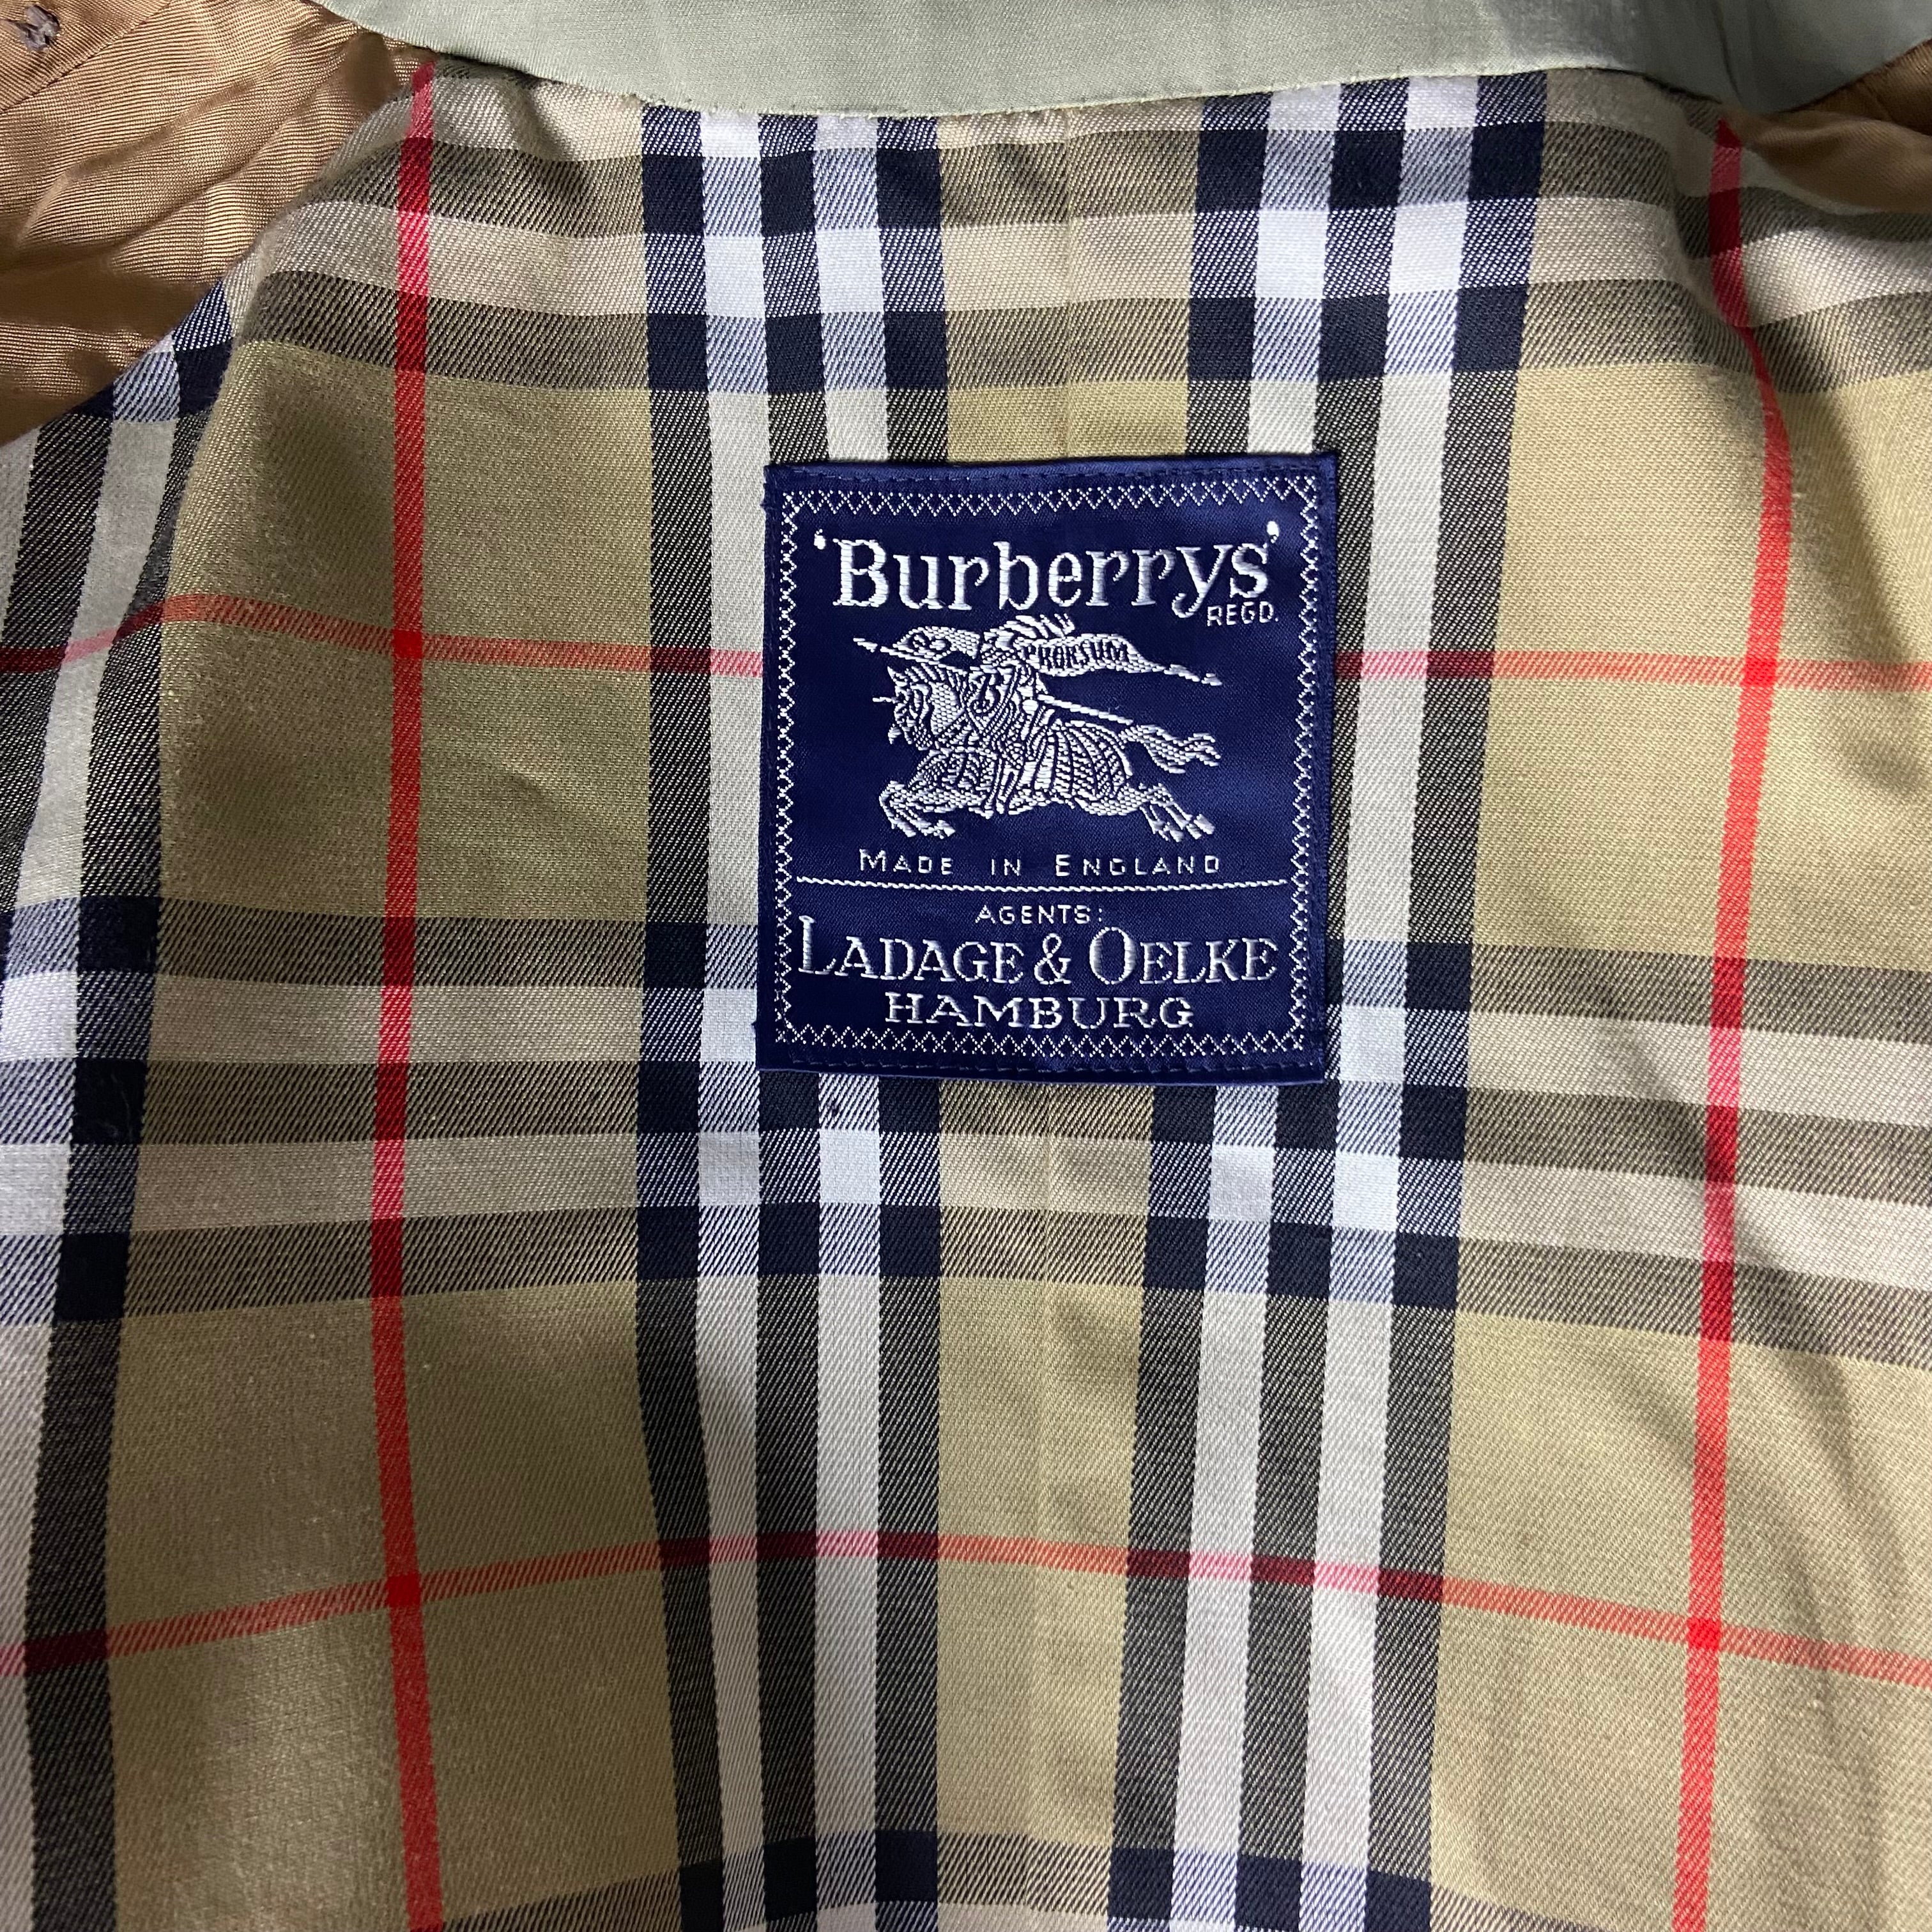 'Burberrys'
REGD.
PRORSUM
MADE IN ENGLAND
AGENTS:
LADAGE & OELKE
HAMBURG